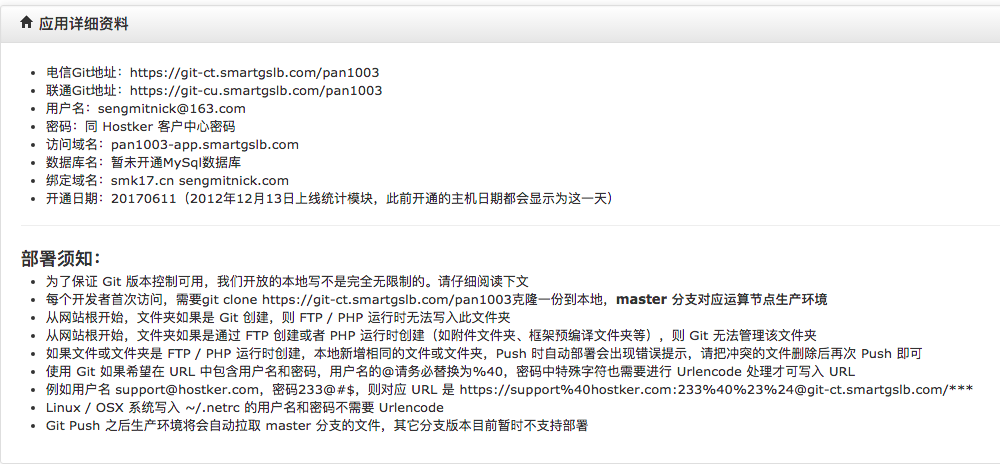 应用详细资料
电信Git地址：https://git-ct.smartgslb.com/pan1003
联通Git地址：https://git-cu.smartgslb.com/pan1003
用户名：sengmitnick@163.com
密码：同 Hostker 客户中心密码
访问域名：pan1003-app.smartgslb.com
数据库名：暂未开通MySql数据库
绑定域名：smk17.cn sengmitnick.com
开通日期：20170611（2012年12月13日上线统计模块，此前开通的主机日期都会显示为这一天）
部署须知：
为了保证 Git 版本控制可用，我们开放的本地写不是完全无限制的。请仔细阅读下文
每个开发者首次访问，需要git clone https://git-ct.smartgslb.com/pan1003克隆一份到本地，master 分支对应运算节点生产环境
从网站根开始，文件夹如果是 Git 创建，则 FTP / PHP 运行时无法写入此文件夹
从网站根开始，文件夹如果是通过 FTP 创建或者 PHP 运行时创建（如附件文件夹、框架预编译文件夹等），则 Git 无法管理该文件夹
如果文件或文件夹是 FTP / PHP 运行时创建，本地新增相同的文件或文件夹，Push 时自动部署会出现错误提示，请把冲突的文件删除后再次 Push 即可
使用 Git 如果希望在 URL 中包含用户名和密码，用户名的@请务必替换为%40，密码中特殊字符也需要进行 Urlencode 处理才可写入 URL
例如用户名 support@hostker.com，密码233@#$，则对应 URL 是 https://support%40hostker.com:233%40%23%24@git-ct.smartgslb.com/***
Linux / OSX 系统写入 ~/.netrc 的用户名和密码不需要 Urlencode
Git Push 之后生产环境将会自动拉取 master 分支的文件，其它分支版本目前暂时不支持部署